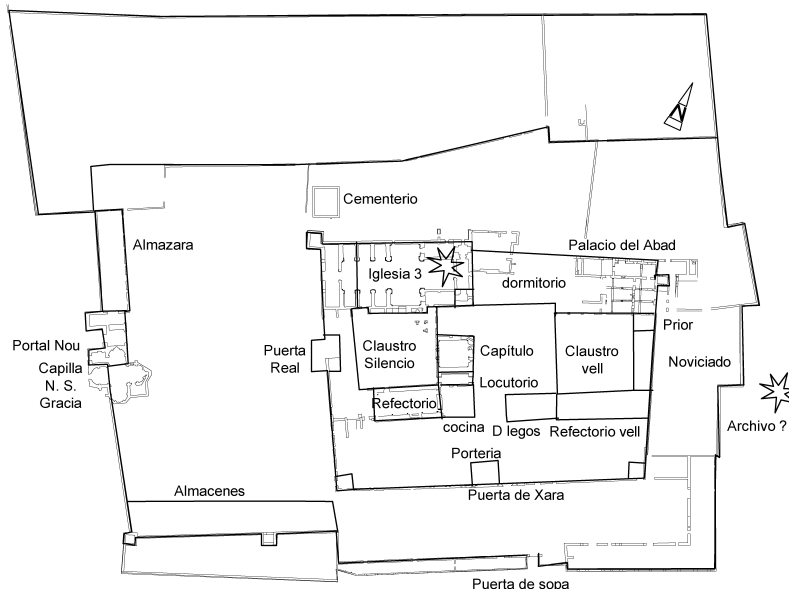 N
Cementerio
Almazara
Palacio del Abad
Iglesia 3
dormitorio
Portal Nou
Capilla
N. S.
Gracia
Puerta
Real
Claustro
Silencio
Capítulo
Locutorio
Claustro
vell
Prior
Noviciado
Refectorio
cocina
D legos
Refectorio vell
Archivo ?
Porteria
Almacenes
Puerta de Xara
Puerta de sopa